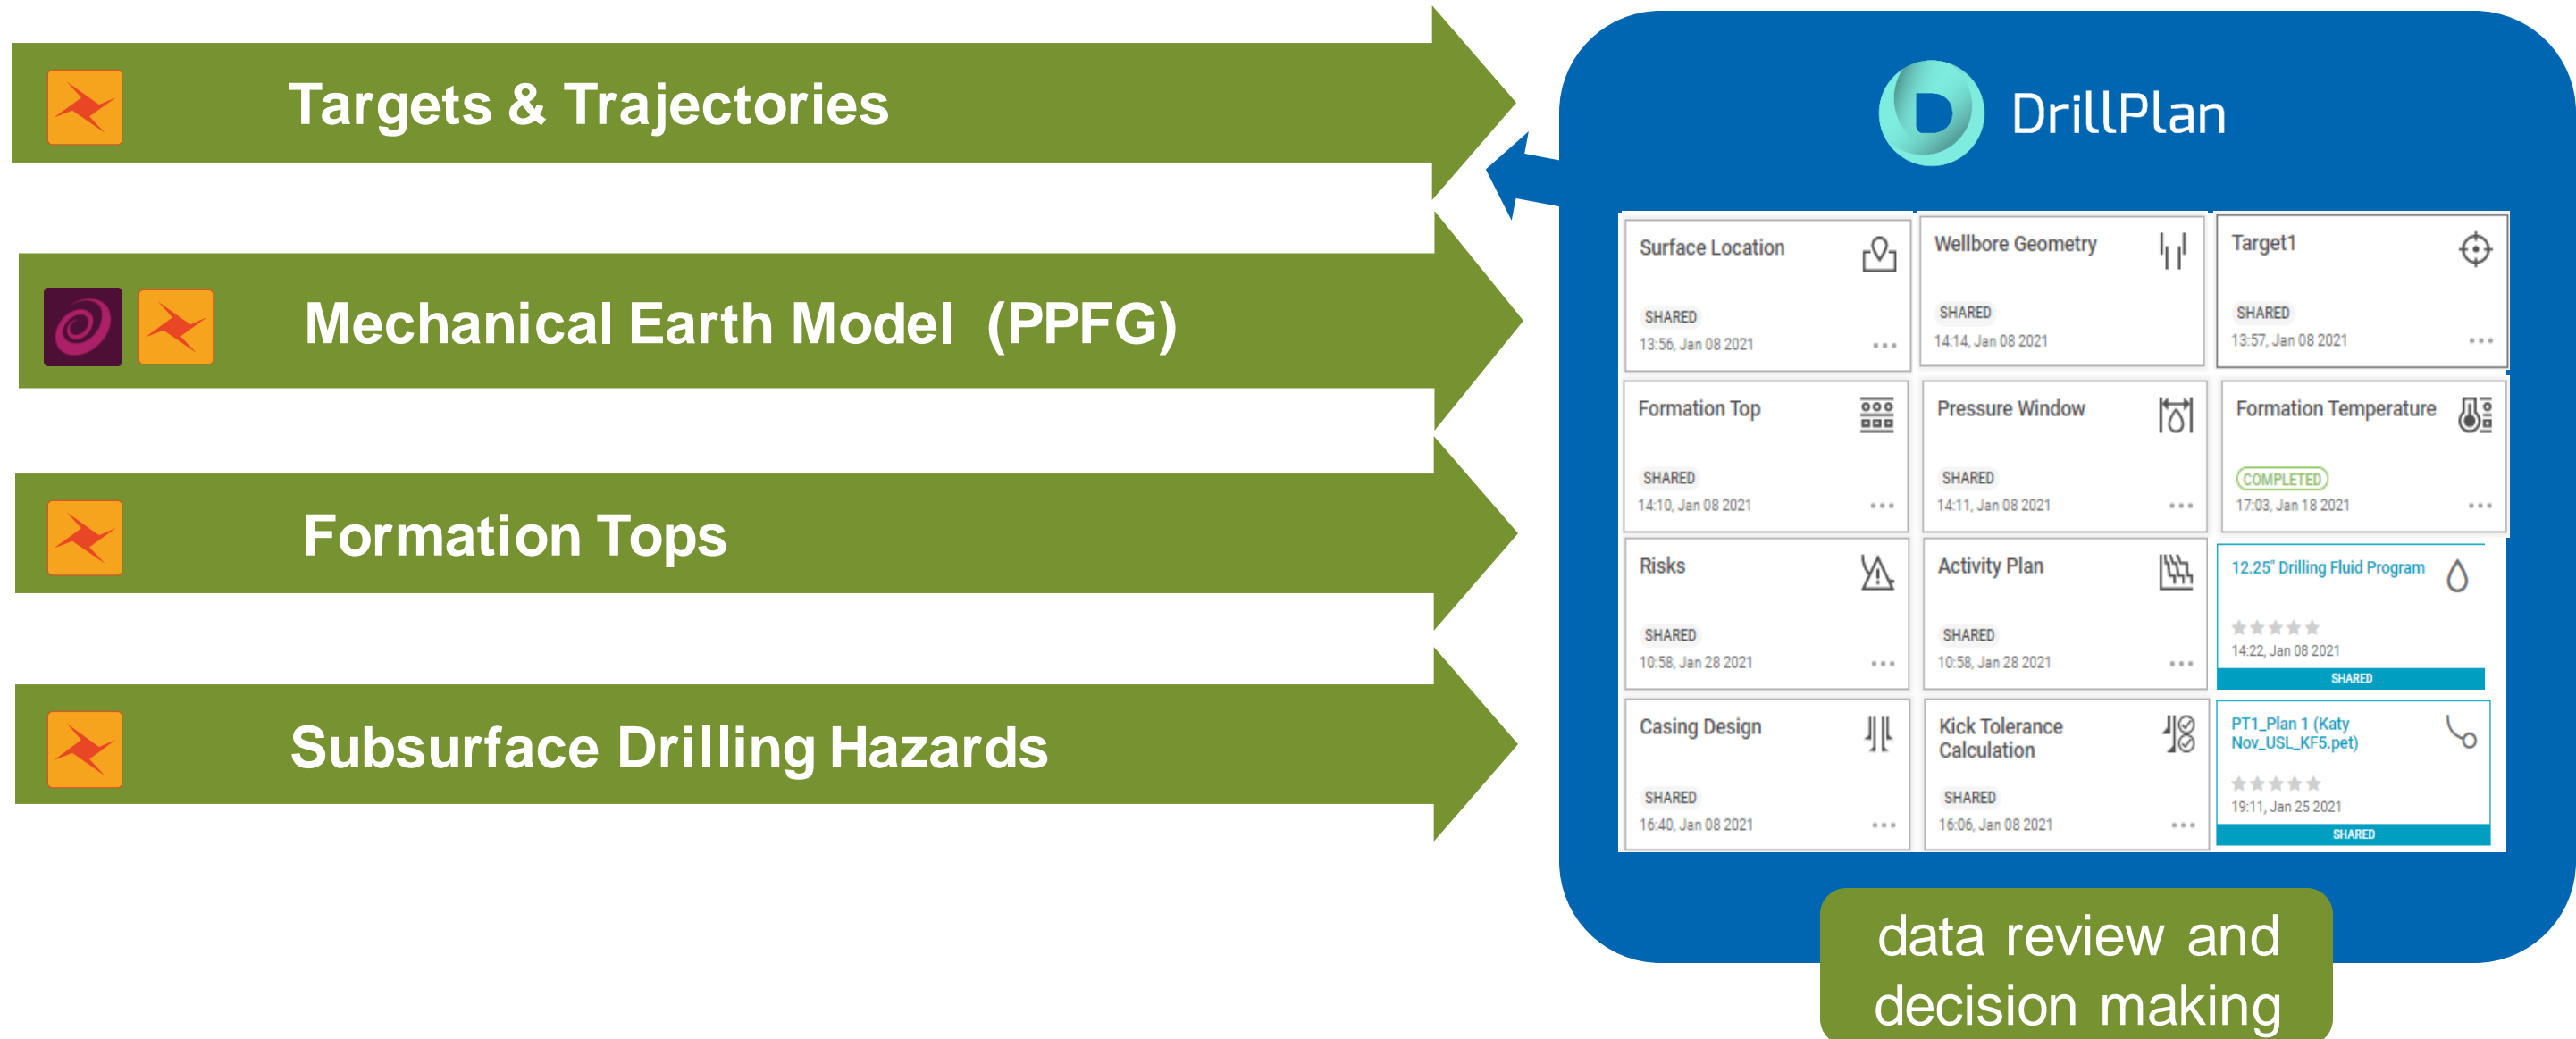 Targets & Trajectories
Mechanical Earth Model (PPFG)
Formation Tops
Subsurface Drilling Hazards
D DrillPlan
Surface Location
SHARED
13:56, Jan 08 2021
Wellbore Geometry
SHARED
14:14, Jan 08 2021
Target1
SHARED
13:57, Jan 08 2021
Formation Top
SHARED
14:10, Jan 08 2021
Pressure Window
SHARED
14:11, Jan 08 2021
Formation Temperature
COMPLETED
17:03, Jan 18 2021
Risks
SHARED
10:58, Jan 28 2021
Activity Plan
SHARED
10:58, Jan 28 2021
12.25" Drilling Fluid Program
14:22, Jan 08 2021
SHARED
Casing Design
SHARED
16:40, Jan 08 2021
Kick Tolerance
Calculation
SHARED
16:06, Jan 08 2021
PT1_Plan 1 (Katy
Nov_USL_KF5.pet)
19:11, Jan 25 2021
SHARED
data review and
decision making